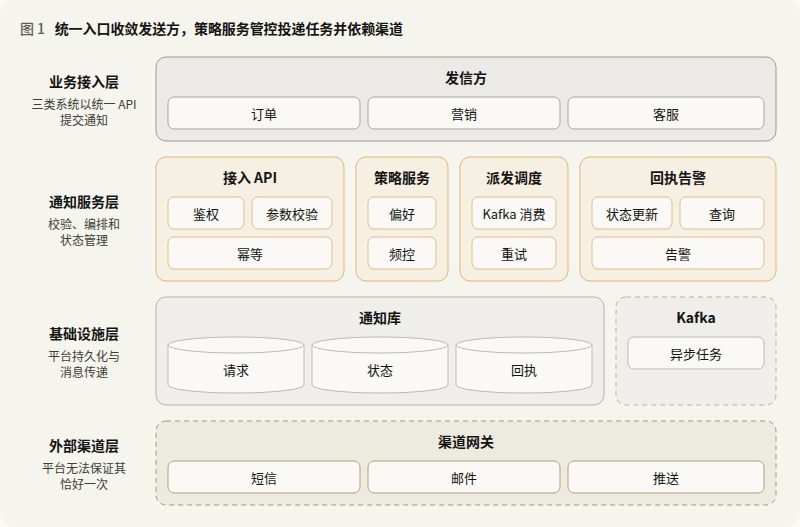 图 1 统一入口收敛发送方，策略服务管控投递任务并依赖渠道
业务接入层
三类系统以统一 API
提交通知
发信方
订单
营销
客服
通知服务层
校验、编排和
状态管理
接入 API
鉴权
参数校验
幂等
策略服务
偏好
频控
派发调度
Kafka 消费
重试
回执告警
状态更新
查询
告警
基础设施层
平台持久化与
消息传递
通知库
请求
状态
回执
Kafka
异步任务
外部渠道层
平台无法保证其
恰好一次
渠道网关
短信
邮件
推送